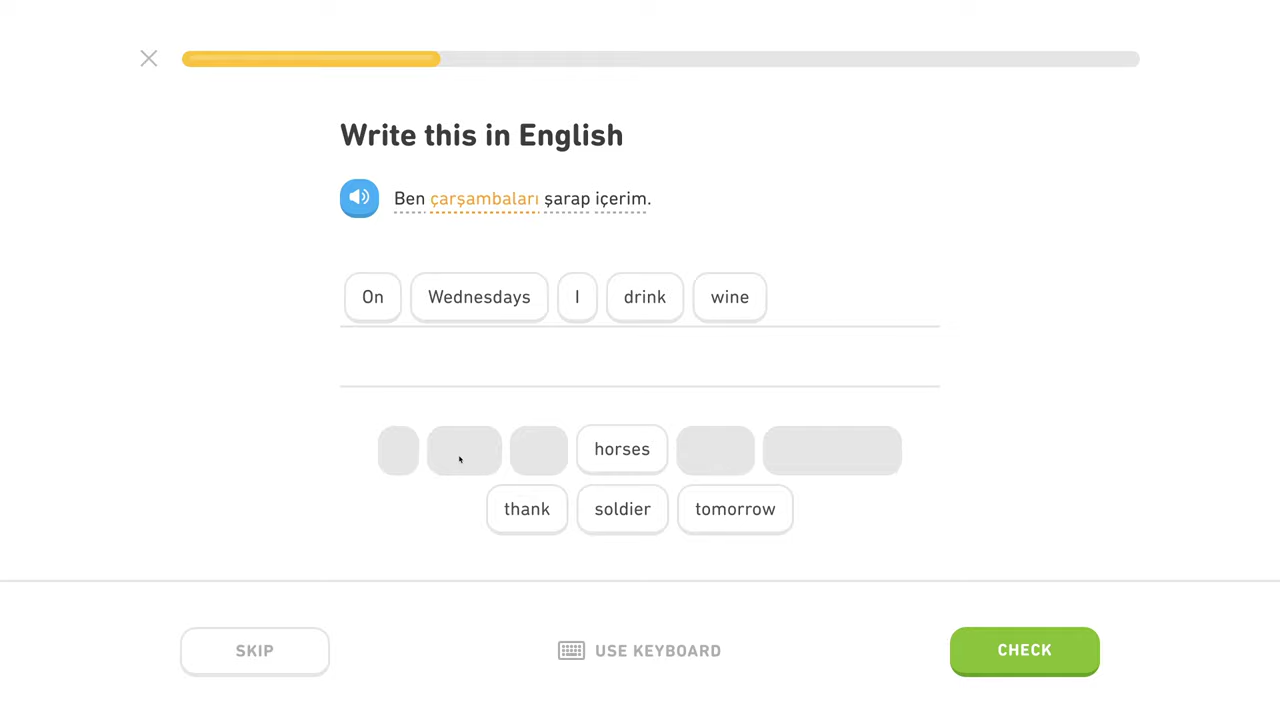 Write this in English
Ben çarşambaları şarap içerim.
On Wednesdays I drink wine
horses
thank soldier tomorrow
SKIP USE KEYBOARD CHECK